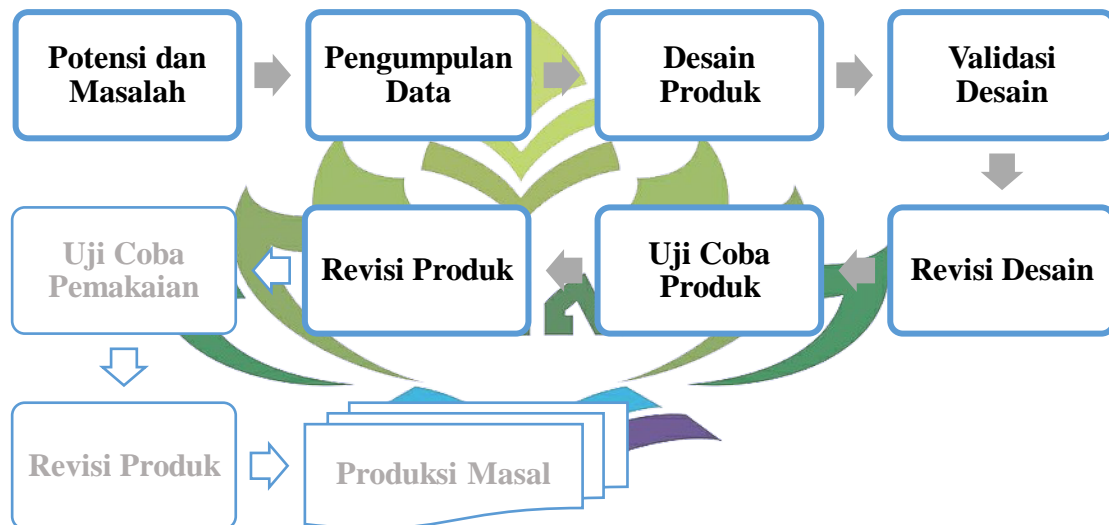 Potensi dan
Masalah
Pengumpulan
Data
Desain
Produk
Validasi
Desain
Uji Coba
Pemakaian
Revisi Produk
Uji Coba
Produk
Revisi Desain
Revisi Produk
Produksi Masal